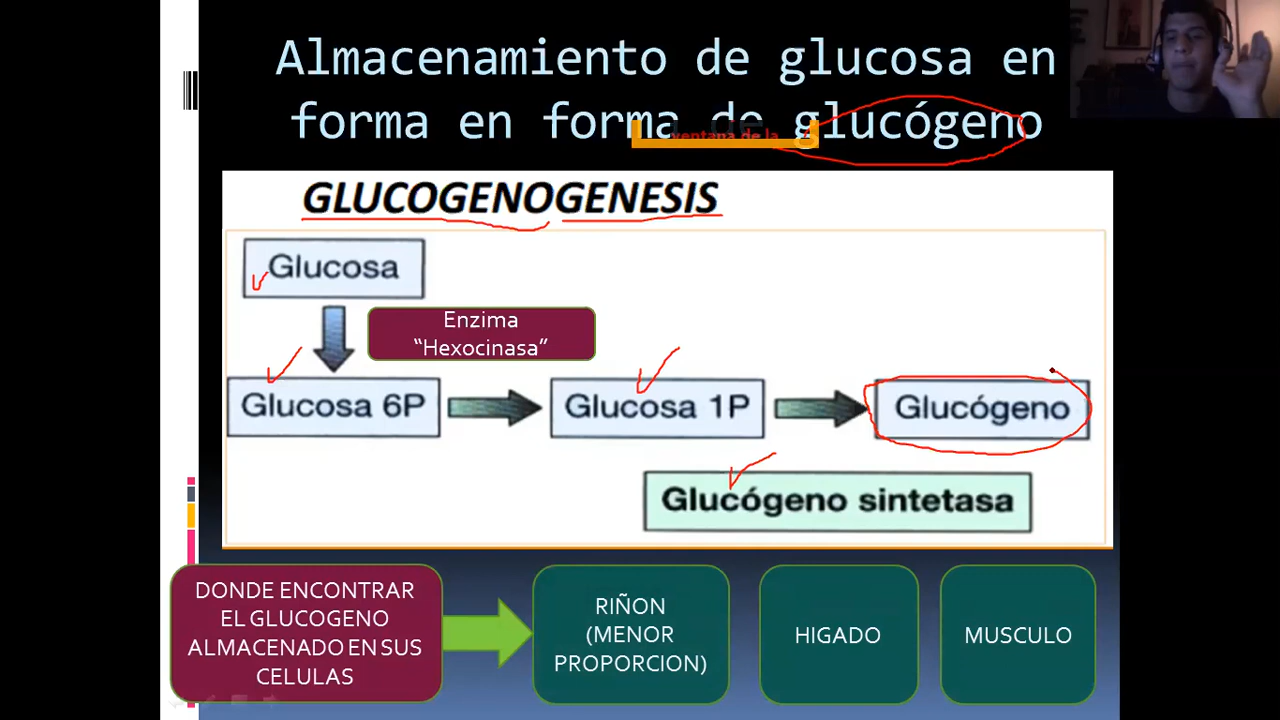 Almacenamiento de glucosa en
forma en forma de glucógeno
ventana de la
GLUCOGENOGENESIS
Glucosa
Enzima
“Hexocinasa”
Glucosa 6P
Glucosa 1P
Glucógeno
Glucógeno sintetasa
DONDE ENCONTRAR
EL GLUCOGENO
ALMACENADO EN SUS
CELULAS
RIÑON
(MENOR
PROPORCION)
HIGADO
MUSCULO